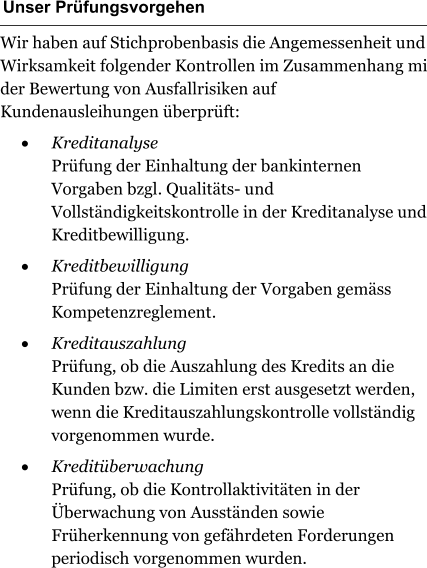 Unser Prüfungsvorgehen
Wir haben auf Stichprobenbasis die Angemessenheit und
Wirksamkeit folgender Kontrollen im Zusammenhang mi
der Bewertung von Ausfallrisiken auf
Kundenausleihungen überprüft:
• Kreditanalyse
Prüfung der Einhaltung der bankinternen
Vorgaben bzgl. Qualitäts- und
Vollständigkeitskontrolle in der Kreditanalyse und
Kreditbewilligung.
• Kreditbewilligung
Prüfung der Einhaltung der Vorgaben gemäss
Kompetenzreglement.
• Kreditauszahlung
Prüfung, ob die Auszahlung des Kredits an die
Kunden bzw. die Limiten erst ausgesetzt werden,
wenn die Kreditauszahlungskontrolle vollständig
vorgenommen wurde.
• Kreditüberwachung
Prüfung, ob die Kontrollaktivitäten in der
Überwachung von Ausständen sowie
Früherkennung von gefährdeten Forderungen
periodisch vorgenommen wurden.